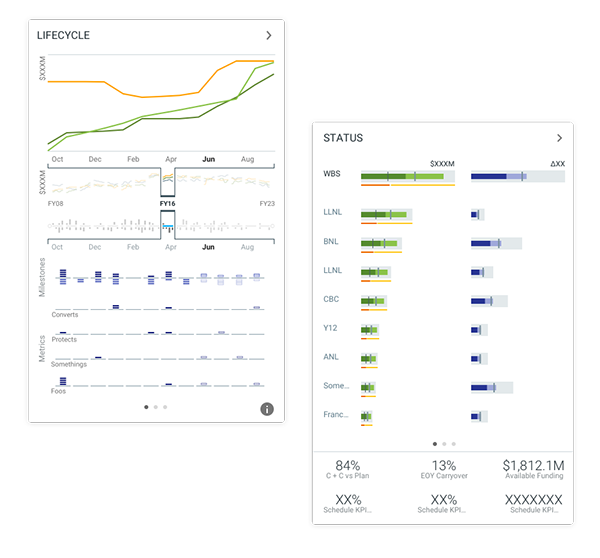 LIFECYCLE
$XXXM
Oct Dec Feb Apr Jun Aug
$XXXM
FY08 FY16 FY23
Oct Dec Feb Apr Jun Aug
Milestones
Converts
Metrics
Protects
Somethings
Foos
STATUS
$XXXM ΔXX
WBS
LLNL
BNL
LLNL
CBC
Y12
ANL
Some...
Franc...
84% 13% $1,812.1M
C + C vs Plan EOY Carryover Available Funding
XX% XX% XXXXXXX
Schedule KPI... Schedule KPI... Schedule KPI...